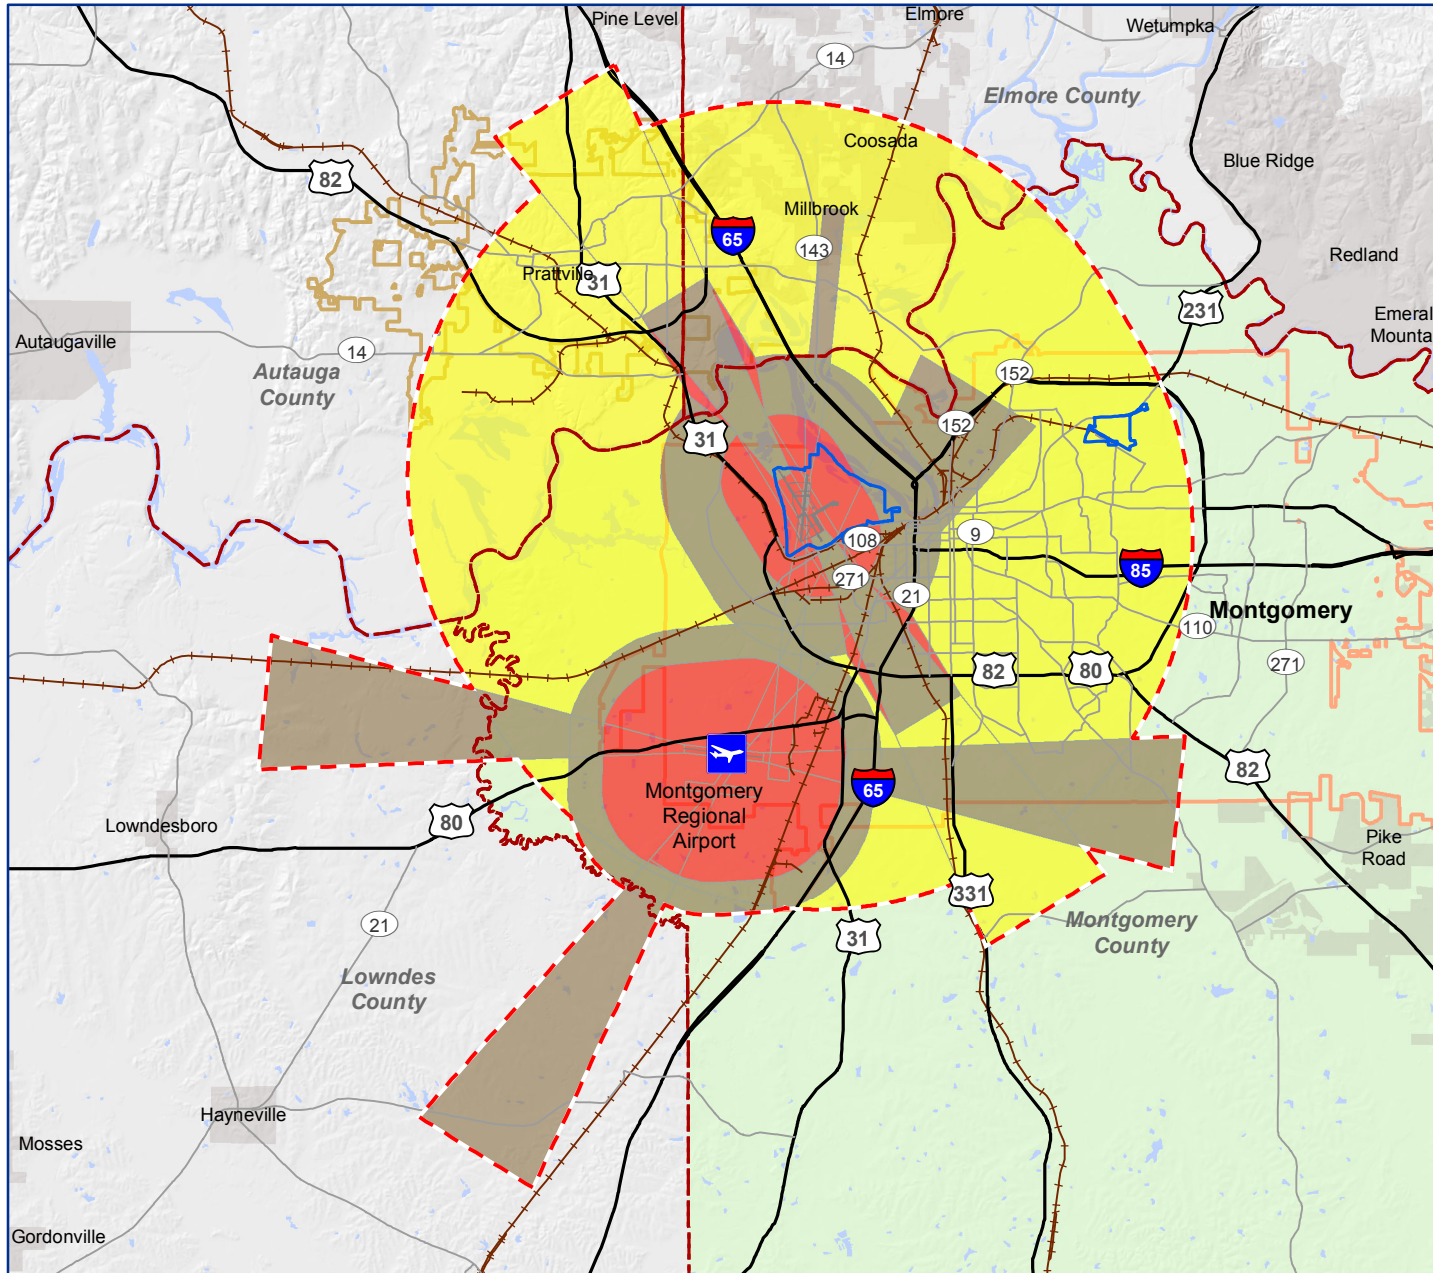 Pine Level
Elmore
Wetumpka
14
Elmore County
Coosada
Blue Ridge
82
Millbrook
65
143
Redland
Prattville
31
231
Emeral
Mounta
Autaugaville
14
Autauga
County
152
152
31
108
9
271
85
21
Montgomery
110
271
82
80
Montgomery
Regional
Airport
65
82
80
Lowndesboro
Pike
Road
331
21
31
Montgomery
County
Lowndes
County
Hayneville
Mosses
Gordonville